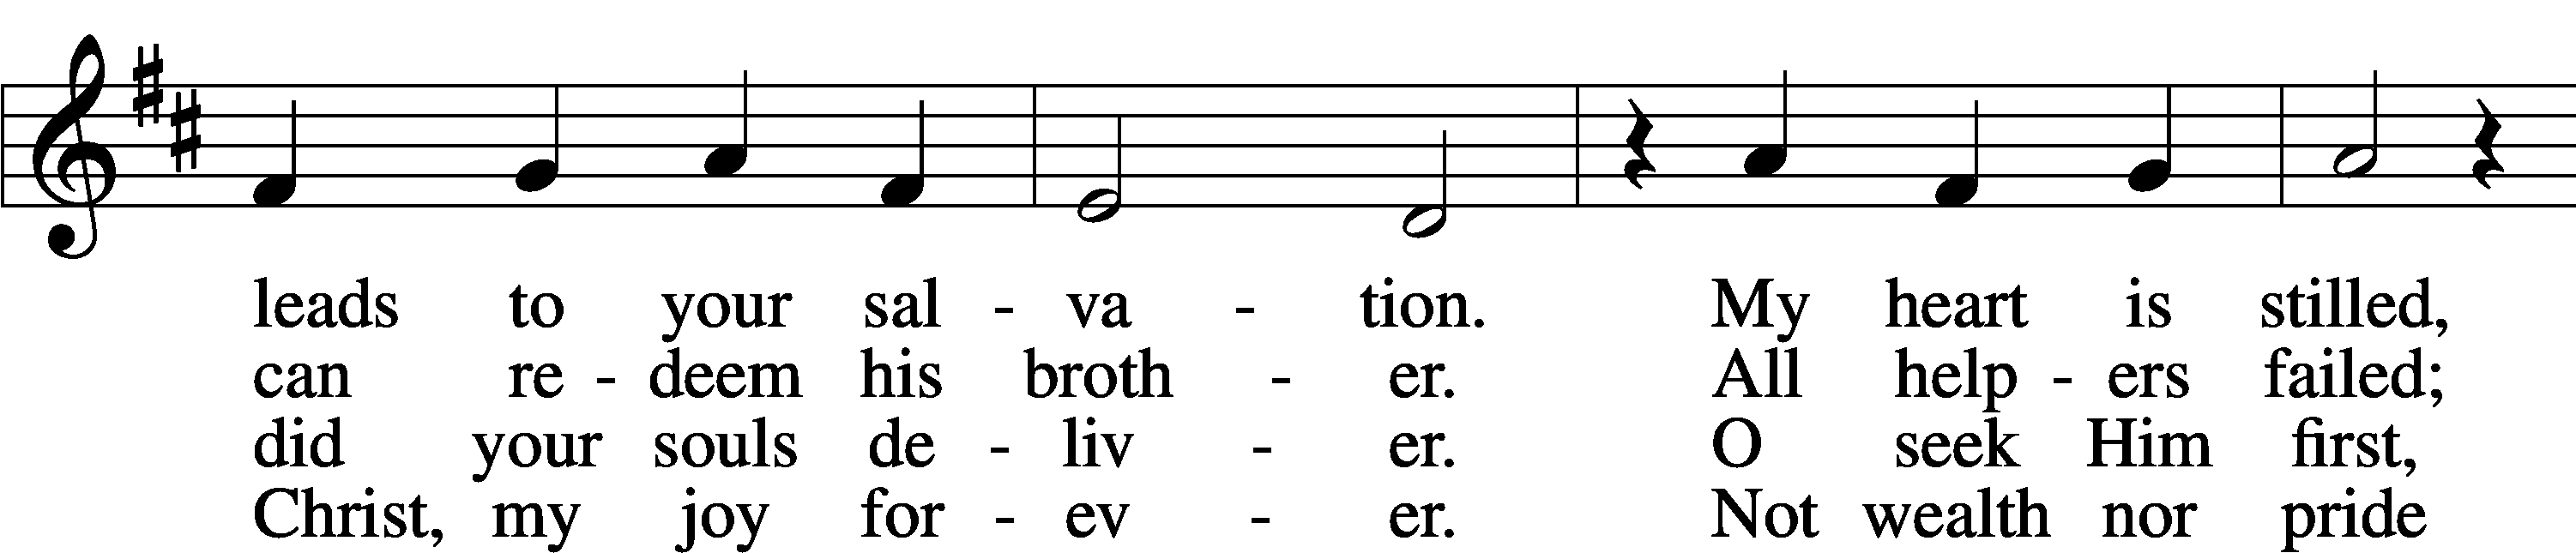 leads to your sal - va - tion. My heart is stilled,
can re - deem his broth - er. All help - ers failed;
did your souls de - liv - er. O seek Him first,
Christ, my joy for - ev - er. Not wealth nor pride